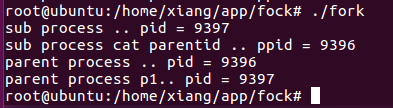 root@ubuntu:/home/xiang/app/fock# ./fork
sub process .. pid = 9397
sub process cat parentid .. ppid = 9396
parent process .. pid = 9396
parent process p1.. pid = 9397
root@ubuntu:/home/xiang/app/fock#